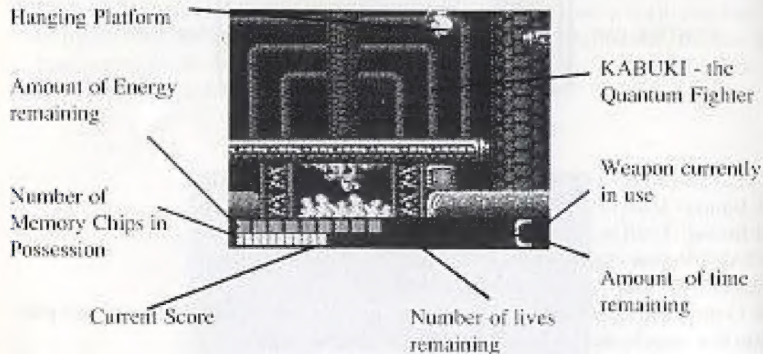 Hanging Platform
Amount of Energy
remaining
Number of
Memory Chips in
Possession
Current Score
Number of lives
remaining
KABUKI - the
Quantum Fighter
Weapon currently
in use
Amount of time
remaining